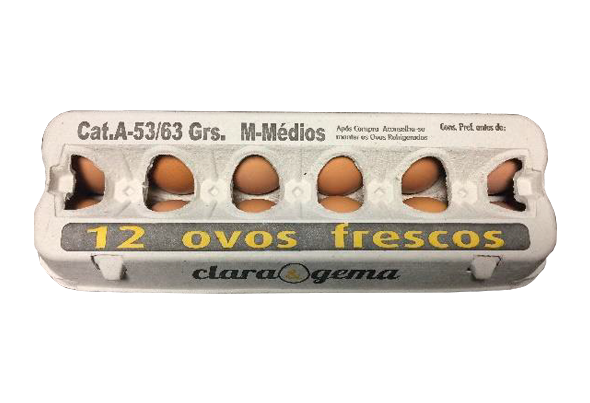 Cat.A-53/63 Grs. M-Médios
Após Compra Aconselha-se
manter os Ovos Refrigerados
Cons. Pref. antes de:
12 ovos frescos
clara & gema